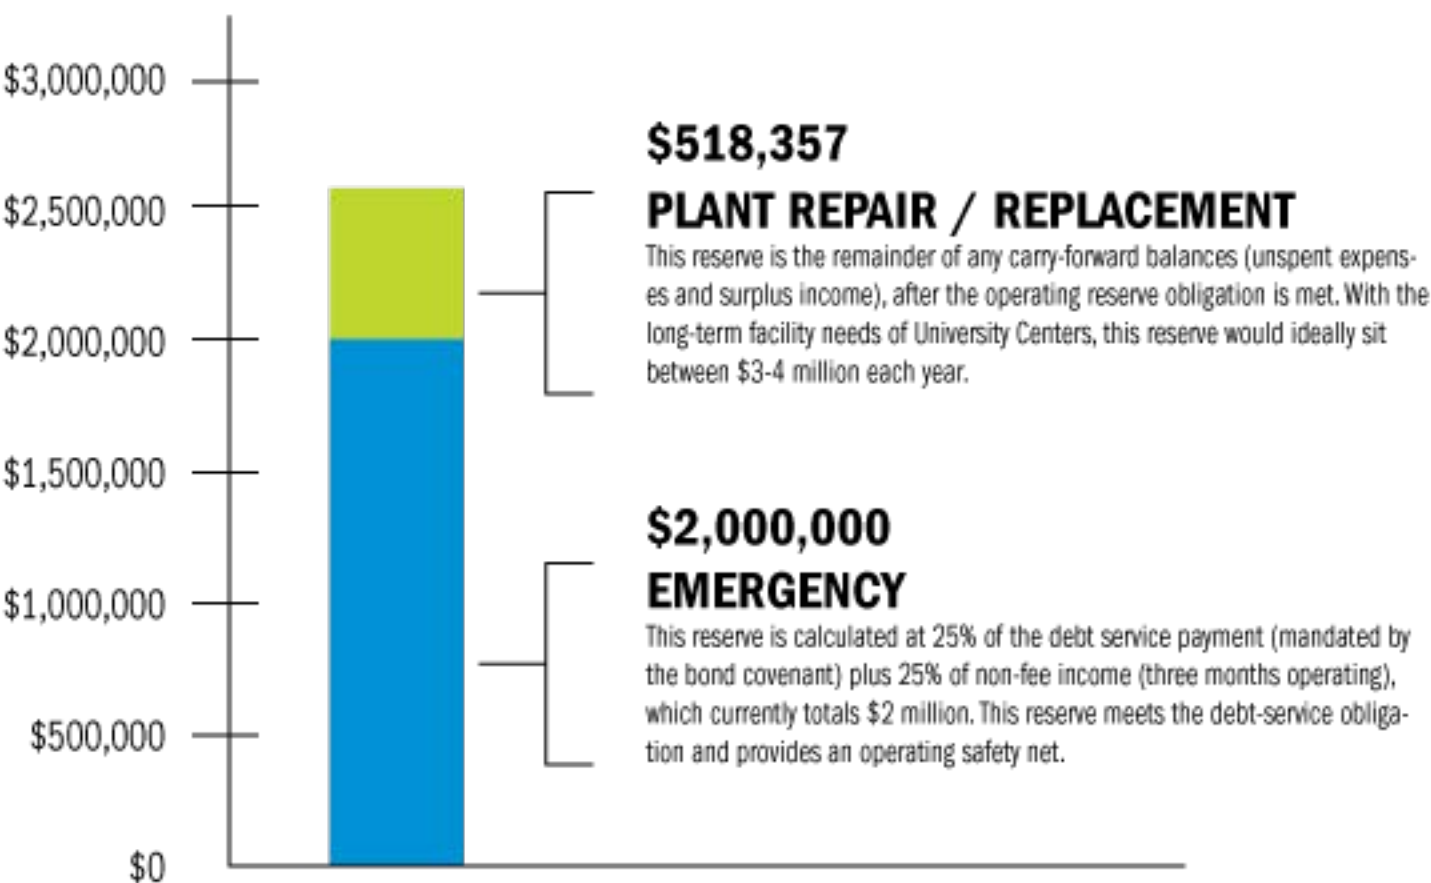 $3,000,000
$2,500,000
$2,000,000
$1,500,000
$1,000,000
$500,000
$0
$518,357
PLANT REPAIR / REPLACEMENT
This reserve is the remainder of any carry-forward balances (unspent expens-
es and surplus income), after the operating reserve obligation is met. With the
long-term facility needs of University Centers, this reserve would ideally sit
between $3-4 million each year.
$2,000,000
EMERGENCY
This reserve is calculated at 25% of the debt service payment (mandated by
the bond covenant) plus 25% of non-fee income (three months operating),
which currently totals $2 million. This reserve meets the debt-service obliga-
tion and provides an operating safety net.